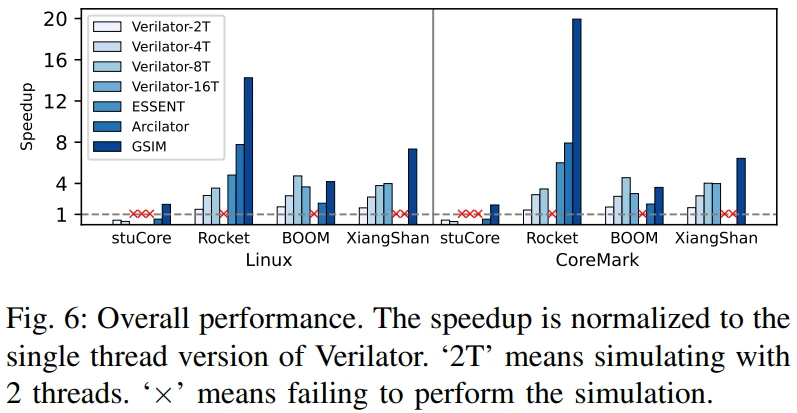 20
16
12
8
4
1
Speedup
Verilator-2T
Verilator-4T
Verilator-8T
Verilator-16T
ESSENT
Arcilator
GSIM
stuCore Rocket BOOM XiangShan stuCore Rocket BOOM XiangShan
Linux CoreMark
Fig. 6: Overall performance. The speedup is normalized to the
single thread version of Verilator. ‘2T’ means simulating with
2 threads. ‘×’ means failing to perform the simulation.